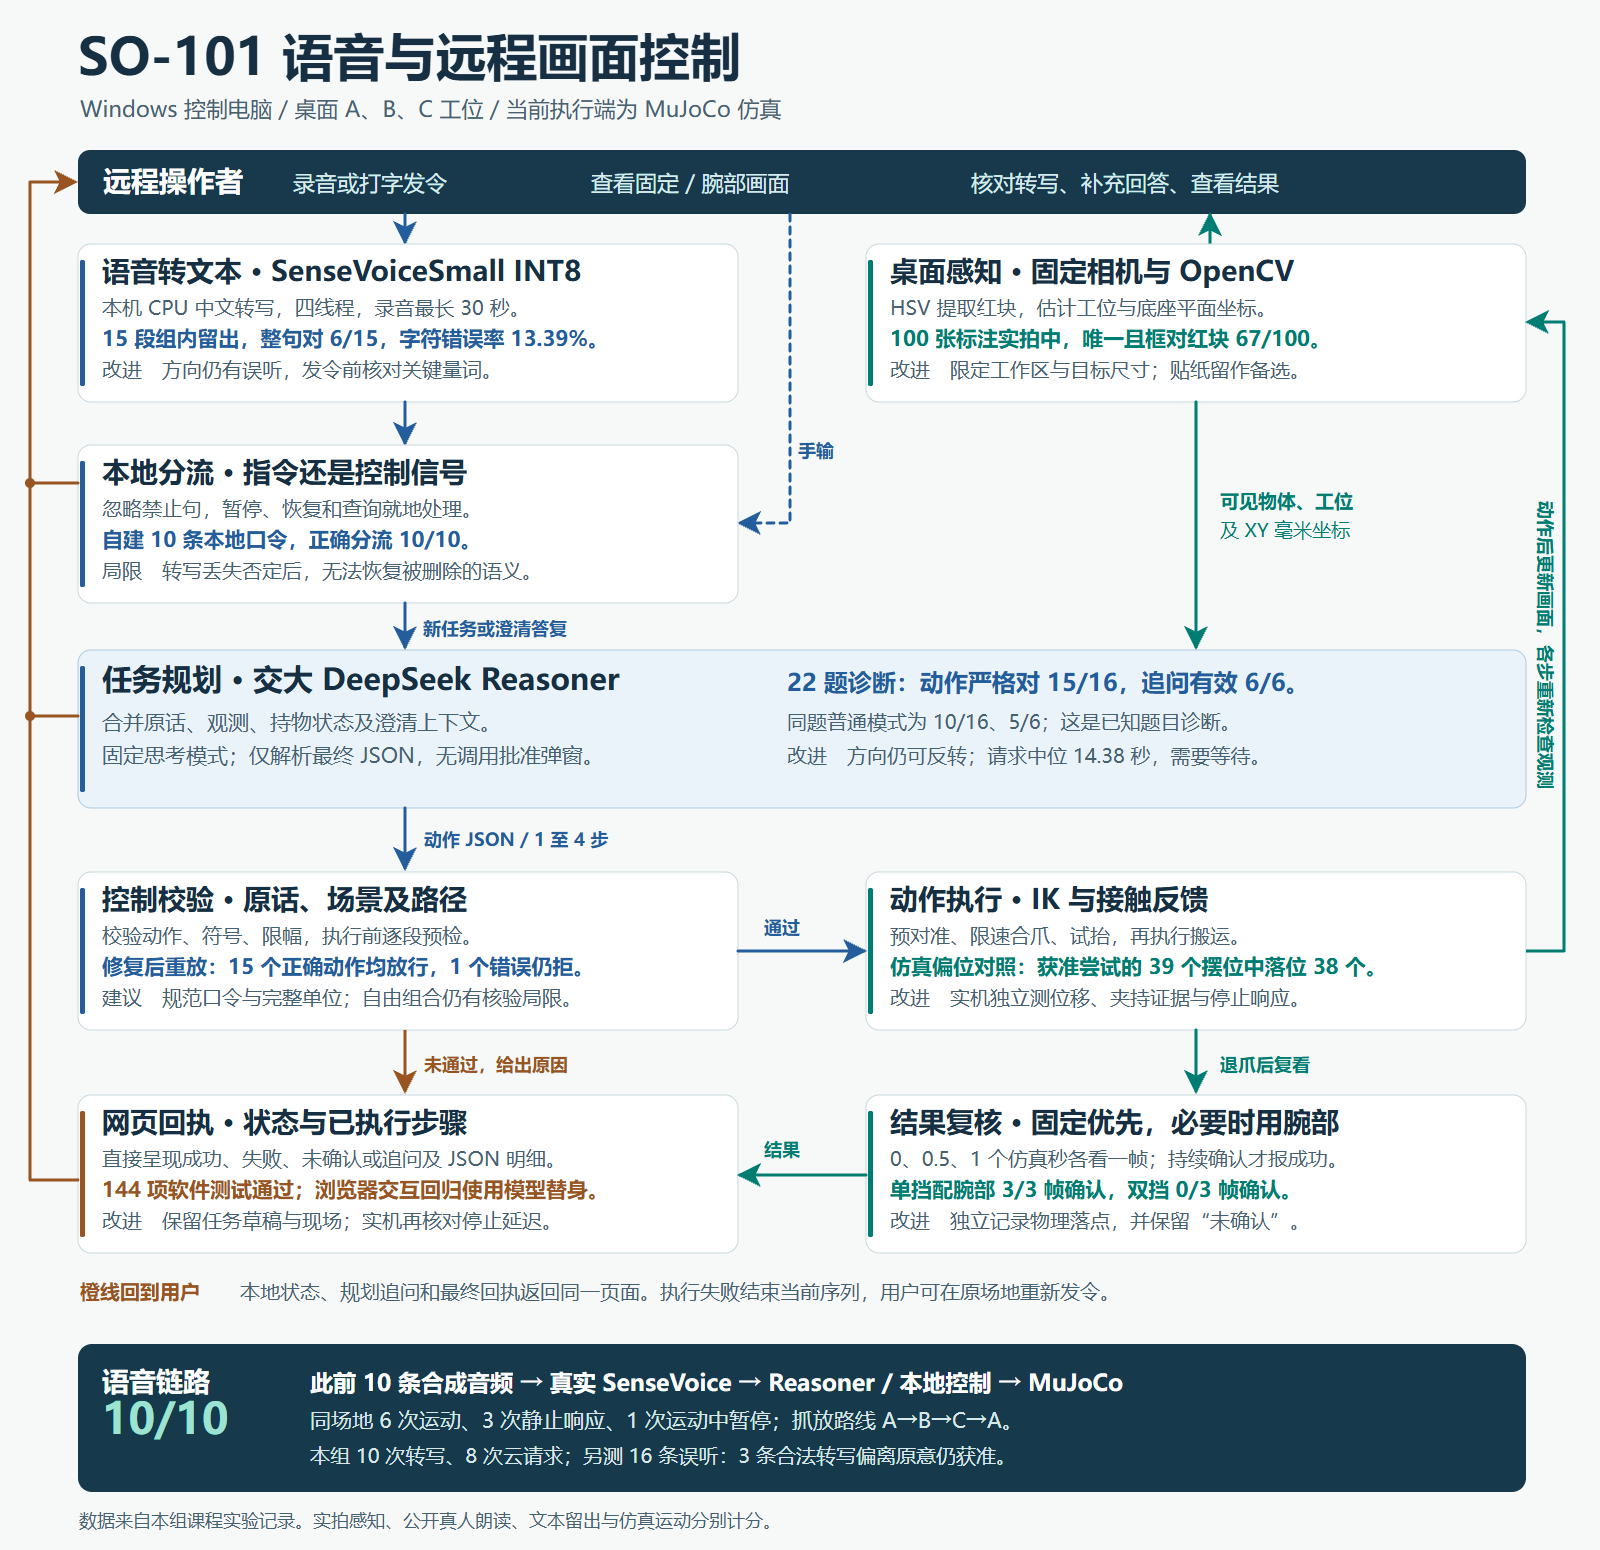 SO-101 语音与远程画面控制
Windows 控制电脑 / 桌面 A、B、C 工位 / 当前执行端为 MuJoCo 仿真
远程操作者
录音或打字发令
查看固定 / 腕部画面
核对转写、补充回答、查看结果
语音转文本 • SenseVoiceSmall INT8
本机 CPU 中文转写，四线程，录音最长 30 秒。
15 段组内留出，整句对 6/15，字符错误率 13.39%。
改进 方向仍有误听，发令前核对关键量词。
桌面感知 • 固定相机与 OpenCV
HSV 提取红块，估计工位与底座平面坐标。
100 张标注实拍中，唯一且框对红块 67/100。
改进 限定工作区与目标尺寸；贴纸留作备选。
手输
本地分流 • 指令还是控制信号
忽略禁止句，暂停、恢复和查询就地处理。
自建 10 条本地口令，正确分流 10/10。
局限 转写丢失否定后，无法恢复被删除的语义。
可见物体、工位
及 XY 毫米坐标
动作后更新画面，各步重新检查观测
新任务或澄清答复
任务规划 • 交大 DeepSeek Reasoner
合并原话、观测、持物状态及澄清上下文。
固定思考模式；仅解析最终 JSON，无调用批准弹窗。
22 题诊断：动作严格对 15/16，追问有效 6/6。
同题普通模式为 10/16、5/6；这是已知题目诊断。
改进 方向仍可反转；请求中位 14.38 秒，需要等待。
动作 JSON / 1 至 4 步
控制校验 • 原话、场景及路径
校验动作、符号、限幅，执行前逐段预检。
修复后重放：15 个正确动作均放行，1 个错误仍拒。
建议 规范口令与完整单位；自由组合仍有核验局限。
通过
动作执行 • IK 与接触反馈
预对准、限速合爪、试抬，再执行搬运。
仿真偏位对照：获准尝试的 39 个摆位中落位 38 个。
改进 实机独立测位移、夹持证据与停止响应。
未通过，给出原因
退爪后复看
网页回执 • 状态与已执行步骤
直接呈现成功、失败、未确认或追问及 JSON 明细。
144 项软件测试通过；浏览器交互回归使用模型替身。
改进 保留任务草稿与现场；实机再核对停止延迟。
结果
结果复核 • 固定优先，必要时用腕部
0、0.5、1 个仿真秒各看一帧；持续确认才报成功。
单挡配腕部 3/3 帧确认，双挡 0/3 帧确认。
改进 独立记录物理落点，并保留“未确认”。
橙线回到用户
本地状态、规划追问和最终回执返回同一页面。执行失败结束当前序列，用户可在原场地重新发令。
语音链路
10/10
此前 10 条合成音频 → 真实 SenseVoice → Reasoner / 本地控制 → MuJoCo
同场地 6 次运动、3 次静止响应、1 次运动中暂停；抓放路线 A→B→C→A。
本组 10 次转写、8 次云请求；另测 16 条误听：3 条合法转写偏离原意仍获准。
数据来自本组课程实验记录。实拍感知、公开真人朗读、文本留出与仿真运动分别计分。